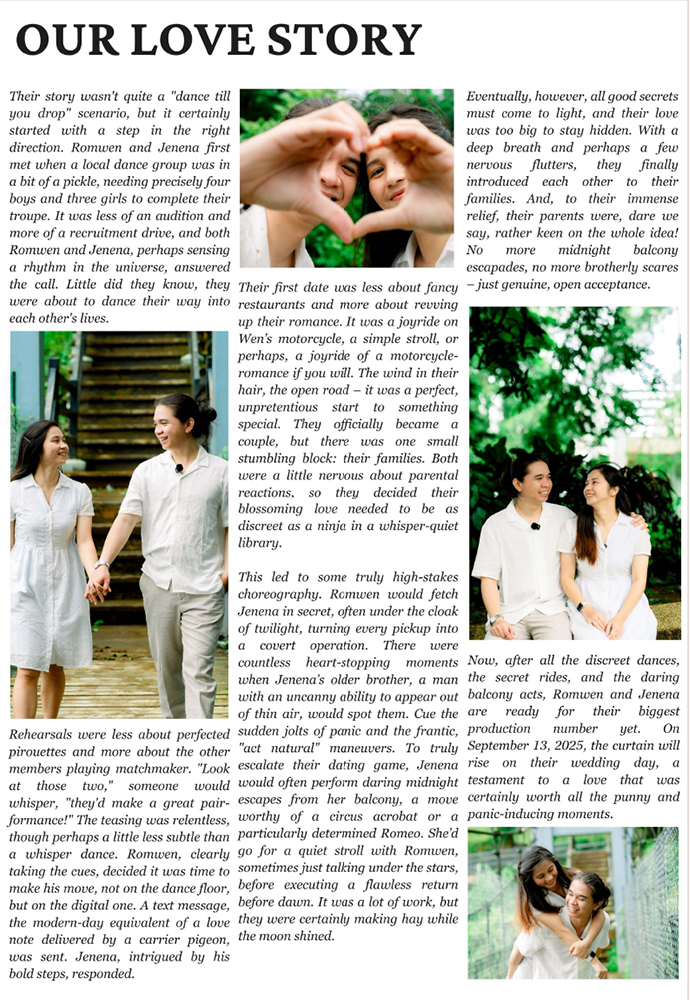 OUR LOVE STORY
Their story wasn't quite a "dance till
you drop" scenario, but it certainly
started with a step in the right
direction. Romwen and Jenena first
met when a local dance group was in
a bit of a pickle, needing precisely four
boys and three girls to complete their
troupe. It was less of an audition and
more of a recruitment drive, and both
Romwen and Jenena, perhaps sensing
a rhythm in the universe, answered
the call. Little did they know, they
were about to dance their way into
each other's lives.
Rehearsals were less about perfected
pirouettes and more about the other
members playing matchmaker. "Look
at those two," someone would
whisper, "they'd make a great pair-
formance!" The teasing was relentless,
though perhaps a little less subtle than
a whisper dance. Romwen, clearly
taking the cues, decided it was time to
make his move, not on the dance floor,
but on the digital one. A text message,
the modern-day equivalent of a love
note delivered by a carrier pigeon,
was sent. Jenena, intrigued by his
bold steps, responded.
Their first date was less about fancy
restaurants and more about revving
up their romance. It was a joyride on
Wen's motorcycle, a simple stroll, or
perhaps, a joyride of a motorcycle-
romance if you will. The wind in their
hair, the open road – it was a perfect,
unpretentious start to something
special. They officially became a
couple, but there was one small
stumbling block: their families. Both
were a little nervous about parental
reactions, so they decided their
blossoming love needed to be as
discreet as a ninja in a whisper-quiet
library.
This led to some truly high-stakes
choreography. Romwen would fetch
Jenena in secret, often under the cloak
of twilight, turning every pickup into
a covert operation. There were
countless heart-stopping moments
when Jenena's older brother, a man
with an uncanny ability to appear out
of thin air, would spot them. Cue the
sudden jolts of panic and the frantic,
"act natural" maneuvers. To truly
escalate their dating game, Jenena
would often perform daring midnight
escapes from her balcony, a move
worthy of a circus acrobat or a
particularly determined Romeo. She'd
go for a quiet stroll with Romwen,
sometimes just talking under the stars,
before executing a flawless return
before dawn. It was a lot of work, but
they were certainly making hay while
the moon shined.
Eventually, however, all good secrets
must come to light, and their love
was too big to stay hidden. With a
deep breath and perhaps a few
nervous flutters, they finally
introduced each other to their
families. And, to their immense
relief, their parents were, dare we
say, rather keen on the whole idea!
No more midnight balcony
escapades, no more brotherly scares
– just genuine, open acceptance.
Now, after all the discreet dances,
the secret rides, and the daring
balcony acts, Romwen and Jenena
are ready for their biggest
production number yet. On
September 13, 2025, the curtain will
rise on their wedding day, a
testament to a love that was
certainly worth all the punny and
panic-inducing moments.